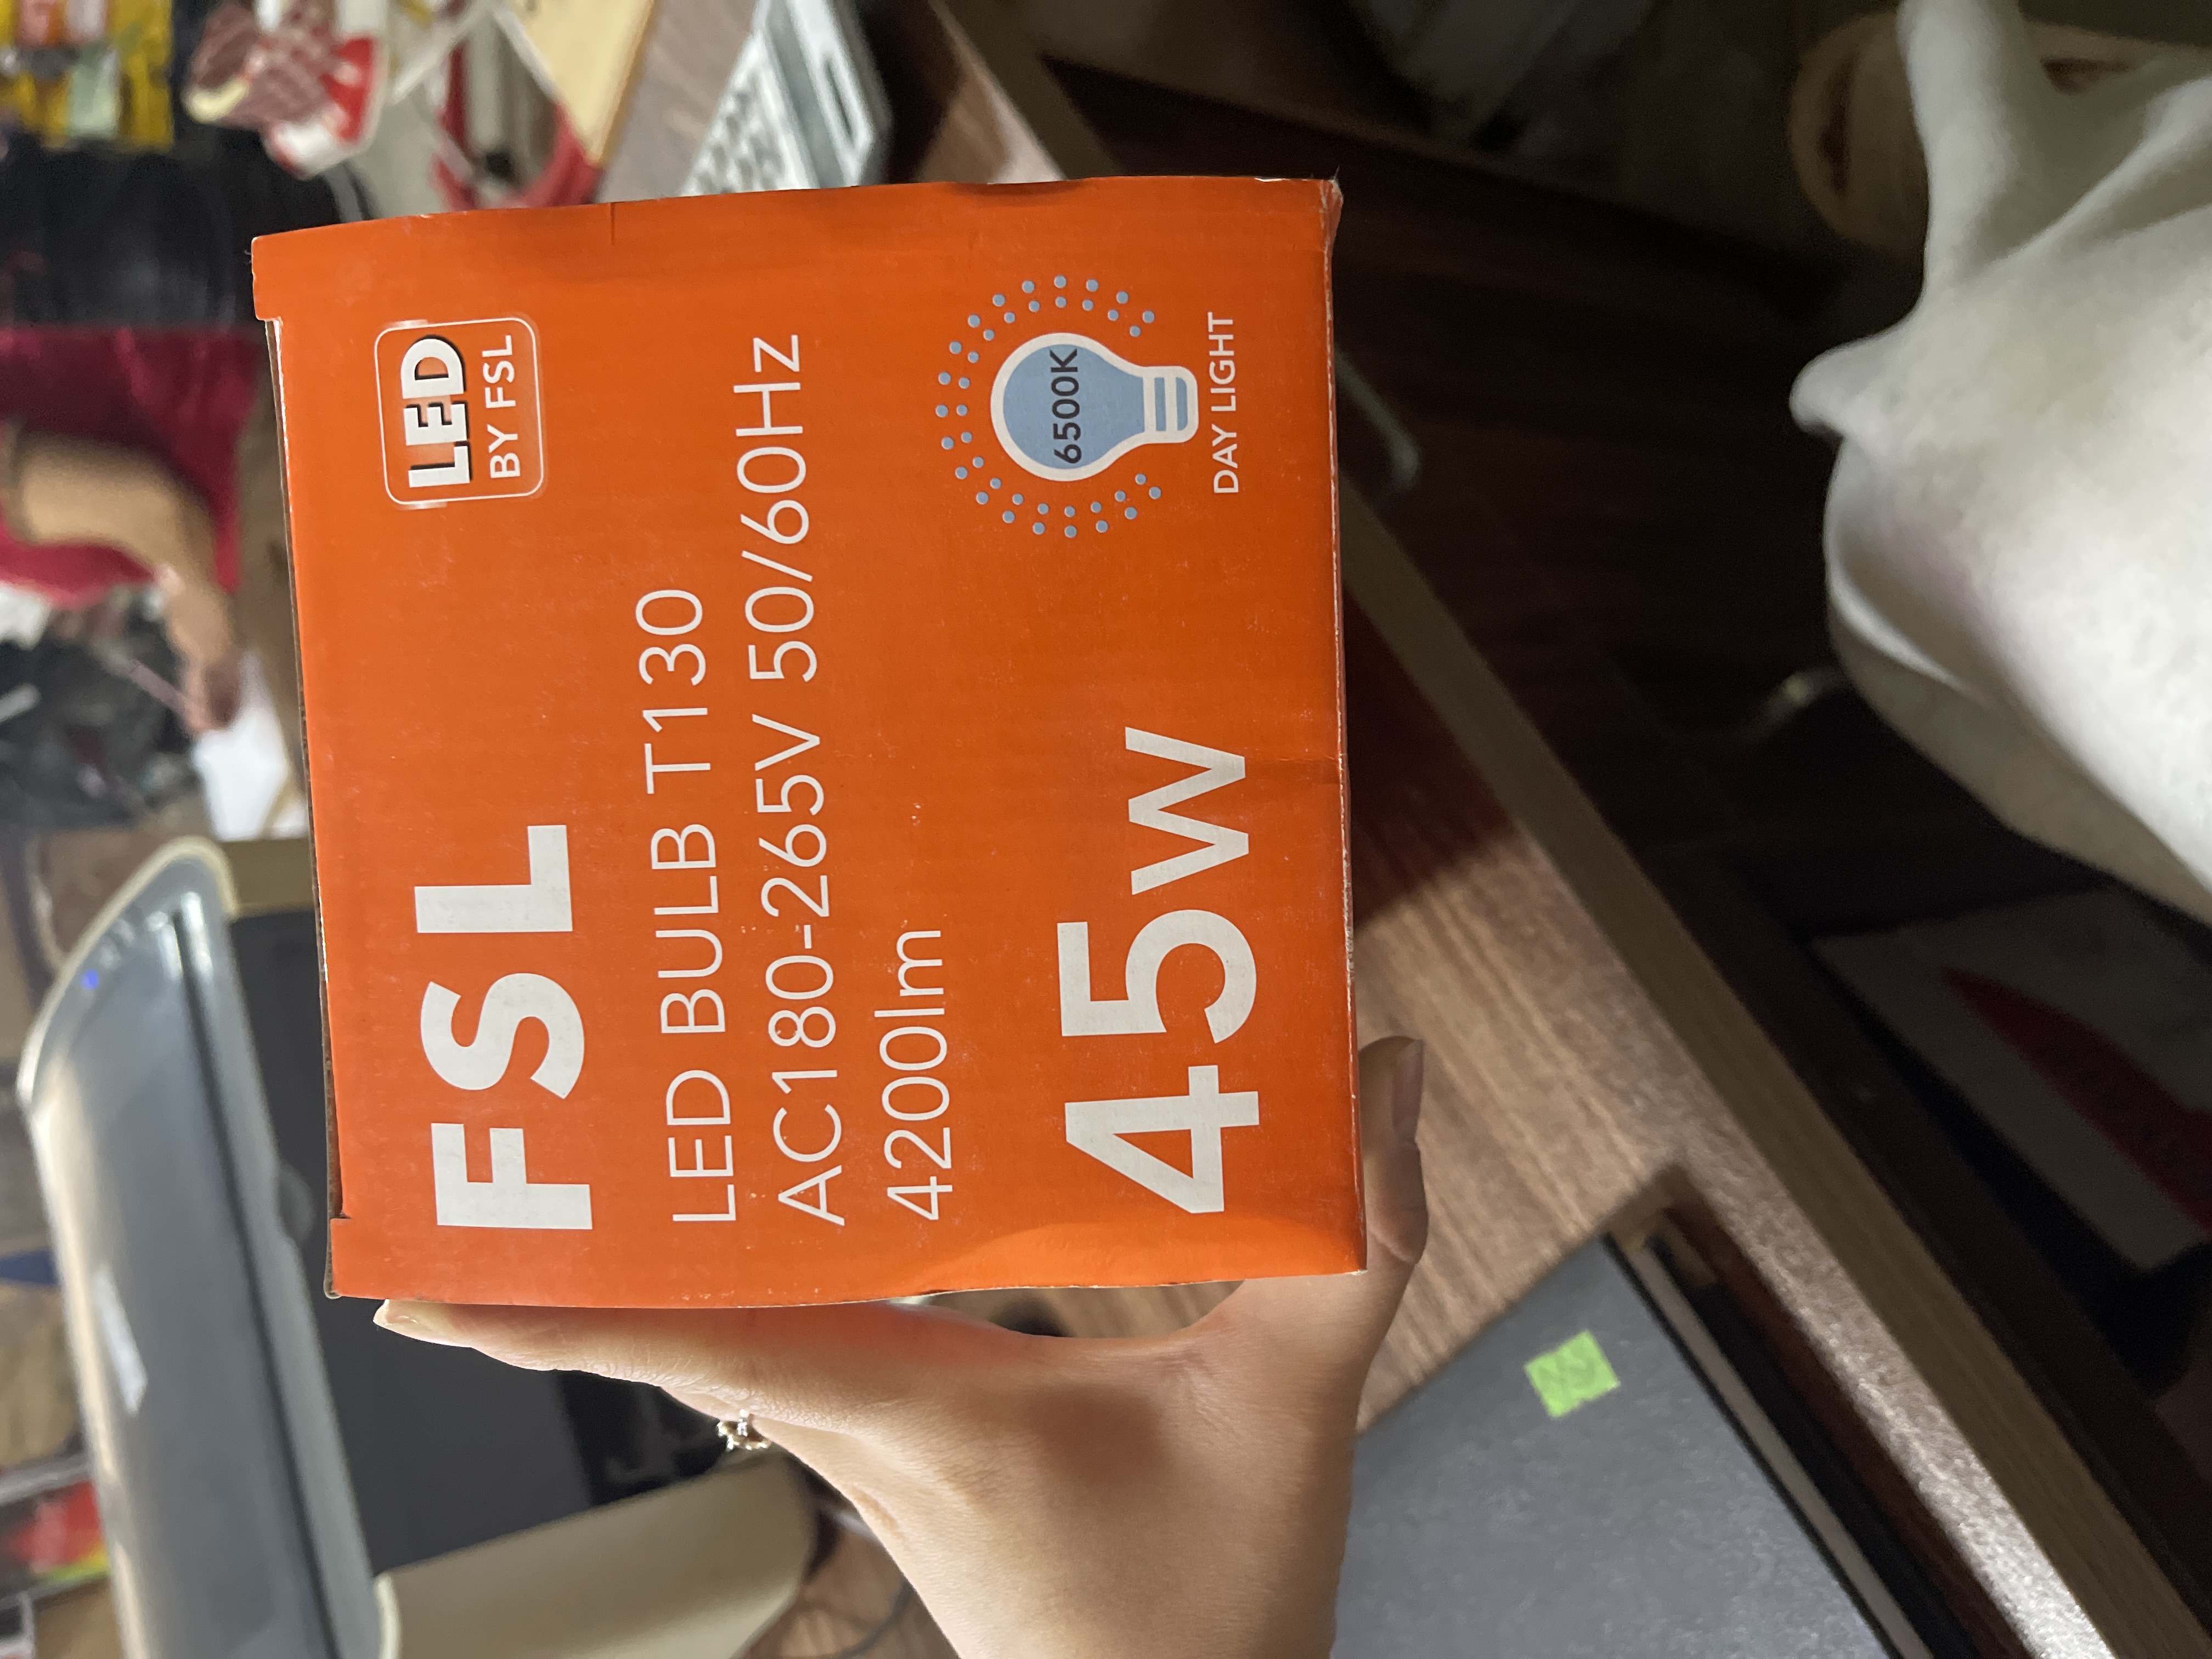 FSL
LED
BY FSL
LED BULB T130
AC180-265V 50/60Hz
4200lm
45W
6500K
DAY LIGHT